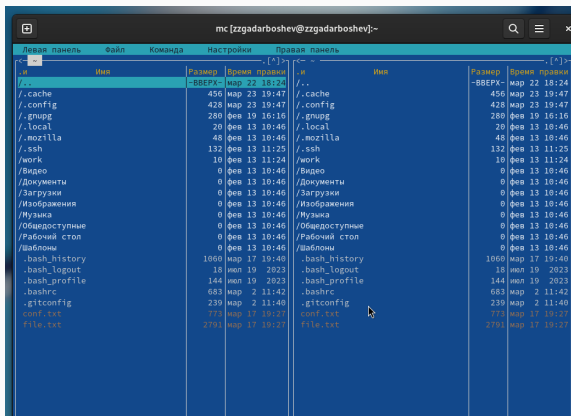 mc [zzgadarboshev@zzgadarboshev]:~
Левая панель Файл Команда Настройки Правая панель
<- ~ .[^]> <- ~ .[^]>
.и Имя Размер Время правки .и Имя Размер Время правки
/.. -ВВЕРХ- мар 22 18:24 /.. -ВВЕРХ- мар 22 18:24
/.cache 456 мар 23 19:47 /.cache 456 мар 23 19:47
/.config 428 мар 23 19:47 /.config 428 мар 23 19:47
/.gnupg 280 фев 19 16:16 /.gnupg 280 фев 19 16:16
/.local 20 фев 13 10:46 /.local 20 фев 13 10:46
/.mozilla 48 фев 13 10:46 /.mozilla 48 фев 13 10:46
/.ssh 132 фев 13 11:25 /.ssh 132 фев 13 11:25
/work 10 фев 13 11:24 /work 10 фев 13 11:24
/Видео 0 фев 13 10:46 /Видео 0 фев 13 10:46
/Документы 0 фев 13 10:46 /Документы 0 фев 13 10:46
/Загрузки 0 фев 13 10:46 /Загрузки 0 фев 13 10:46
/Изображения 0 фев 13 10:46 /Изображения 0 фев 13 10:46
/Музыка 0 фев 13 10:46 /Музыка 0 фев 13 10:46
/Общедоступные 0 фев 13 10:46 /Общедоступные 0 фев 13 10:46
/Рабочий стол 0 фев 13 10:46 /Рабочий стол 0 фев 13 10:46
/Шаблоны 0 фев 13 10:46 /Шаблоны 0 фев 13 10:46
.bash_history 1060 мар 17 19:40 .bash_history 1060 мар 17 19:40
.bash_logout 18 июл 19 2023 .bash_logout 18 июл 19 2023
.bash_profile 144 июл 19 2023 .bash_profile 144 июл 19 2023
.bashrc 683 мар 2 11:42 .bashrc 683 мар 2 11:42
.gitconfig 239 мар 2 11:40 .gitconfig 239 мар 2 11:40
conf.txt 773 мар 17 19:27 conf.txt 773 мар 17 19:27
file.txt 2791 мар 17 19:27 file.txt 2791 мар 17 19:27